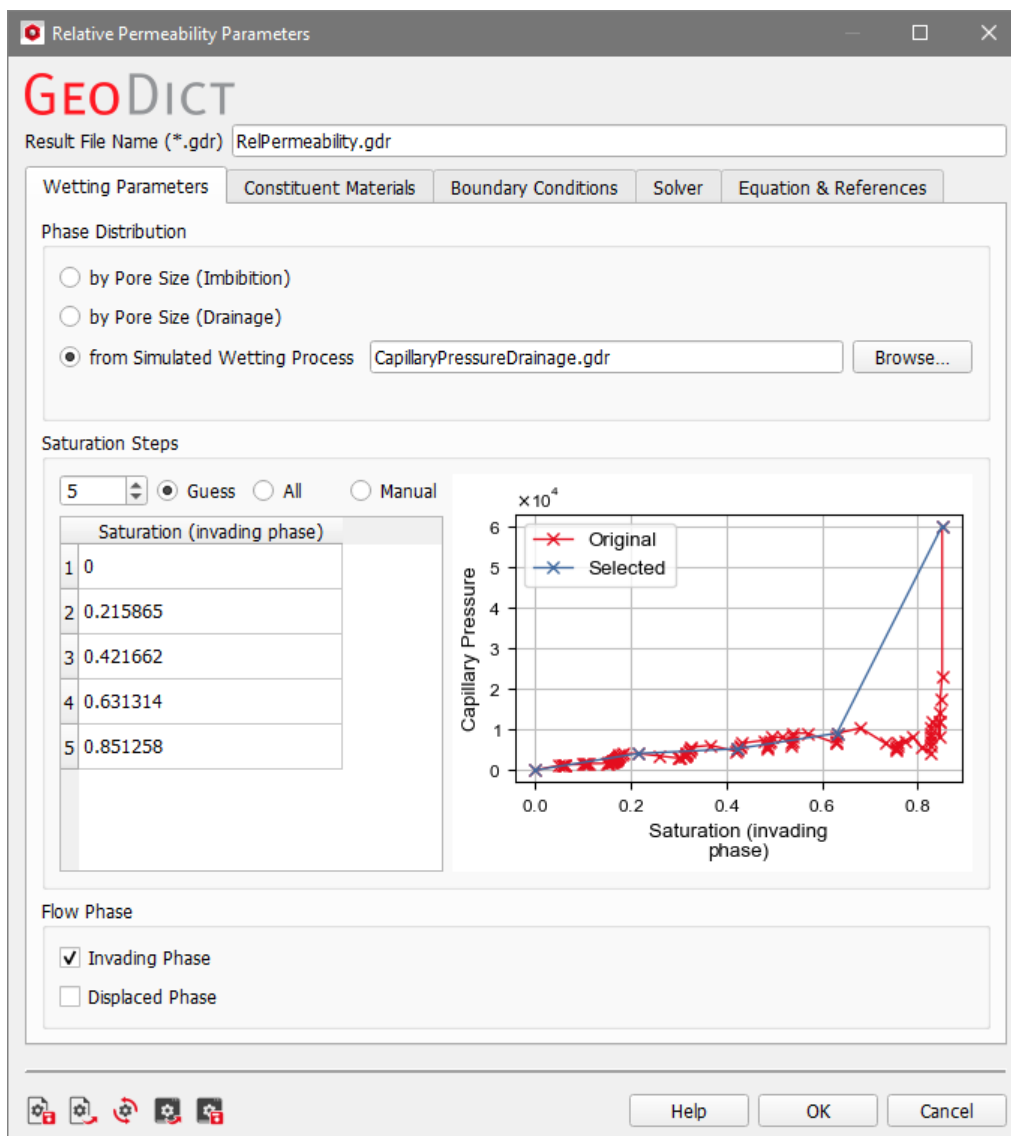 Relative Permeability Parameters
GEODICT
Result File Name (*.gdr) RelPermeability.gdr
Wetting Parameters Constituent Materials Boundary Conditions Solver Equation & References
Phase Distribution
by Pore Size (Imbibition)
by Pore Size (Drainage)
from Simulated Wetting Process CapillaryPressureDrainage.gdr Browse...
Saturation Steps
5 Guess All Manual
Saturation (invading phase)
1 0
2 0.215865
3 0.421662
4 0.631314
5 0.851258
×10⁴
6
5
4
3
2
1
0
Capillary Pressure
Original
Selected
0.0 0.2 0.4 0.6 0.8
Saturation (invading
phase)
Flow Phase
Invading Phase
Displaced Phase
Help OK Cancel